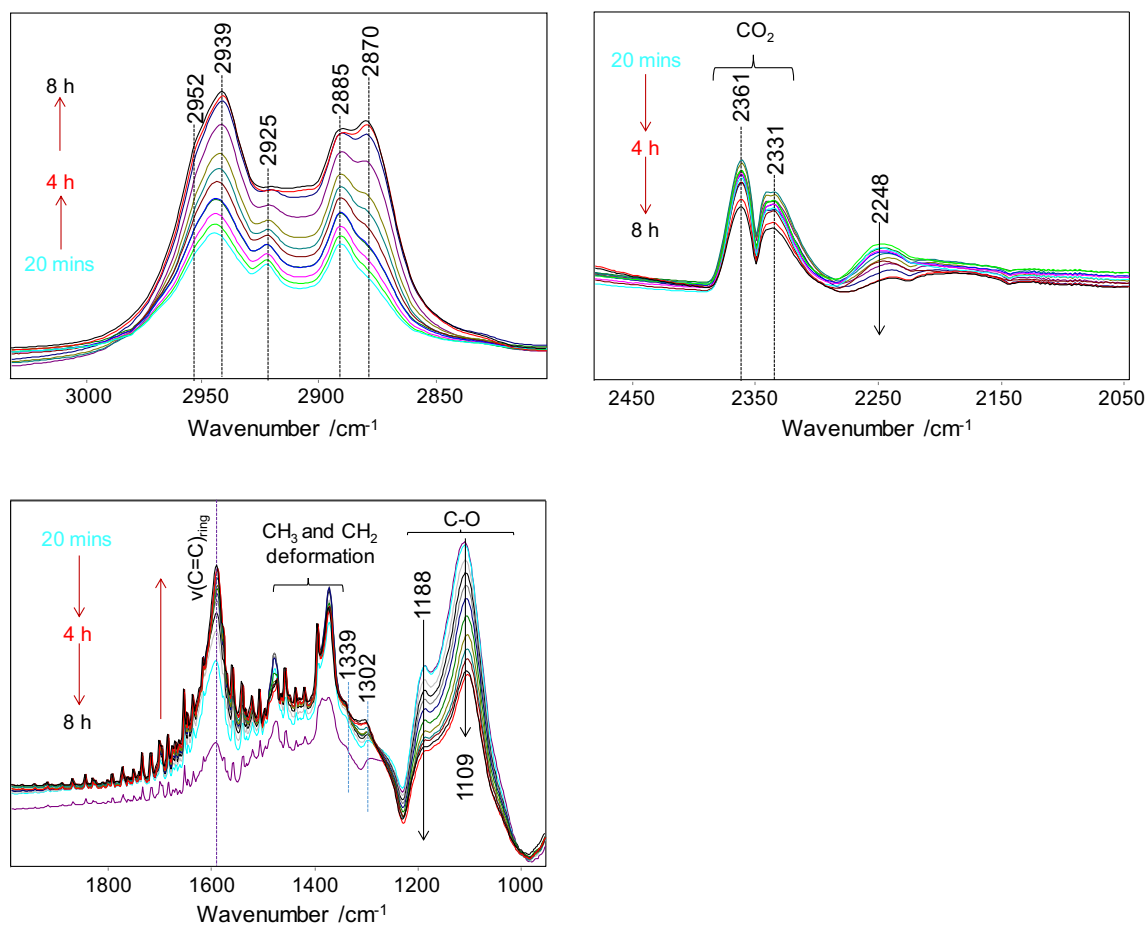 8 h
4 h
20 mins
2952
2939
2925
2885
2870
3000
2950
2900
2850
Wavenumber /cm⁻¹
20 mins
4 h
8 h
CO₂
2361
2331
2248
2450
2350
2250
2150
2050
Wavenumber /cm⁻¹
20 mins
4 h
8 h
v(C=C)ring
CH₃ and CH₂
deformation
1339
1302
C-O
1188
1109
1800
1600
1400
1200
1000
Wavenumber /cm⁻¹